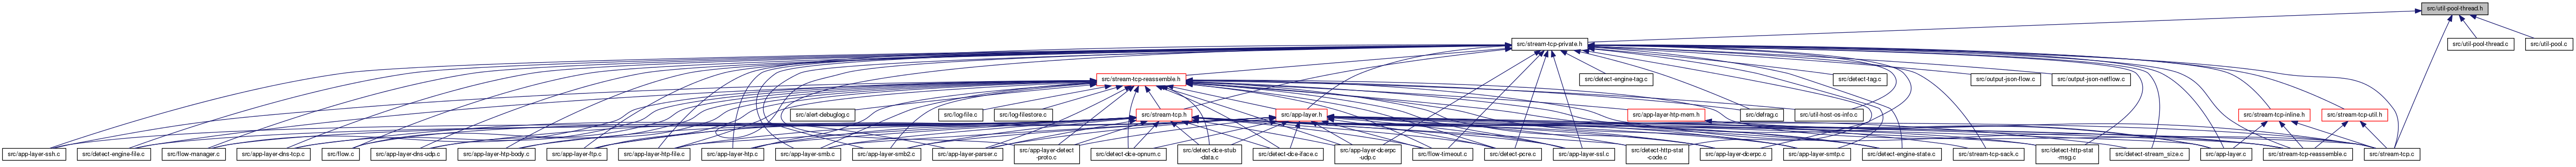 src/util-pool-thread.h
src/stream-tcp-private.h
src/util-pool-thread.c
src/util-pool.c
src/stream-tcp-reassemble.h
src/detect-engine-tag.c
src/detect-tag.c
src/output-json-flow.c
src/output-json-netflow.c
src/alert-debuglog.c
src/log-file.c
src/log-filestore.c
src/stream-tcp.h
src/app-layer.h
src/app-layer-htp-mem.h
src/defrag.c
src/util-host-os-info.c
src/stream-tcp-inline.h
src/stream-tcp-util.h
src/app-layer-ssh.c
src/detect-engine-file.c
src/flow-manager.c
src/app-layer-dns-tcp.c
src/flow.c
src/app-layer-dns-udp.c
src/app-layer-htp-body.c
src/app-layer-ftp.c
src/app-layer-htp-file.c
src/app-layer-htp.c
src/app-layer-smb.c
src/app-layer-smb2.c
src/app-layer-parser.c
src/app-layer-detect
-proto.c
src/detect-dce-opnum.c
src/detect-dce-stub
-data.c
src/detect-dce-iface.c
src/app-layer-dcerpc
-udp.c
src/flow-timeout.c
src/detect-pcre.c
src/app-layer-ssl.c
src/detect-http-stat
-code.c
src/app-layer-dcerpc.c
src/app-layer-smtp.c
src/detect-engine-state.c
src/stream-tcp-sack.c
src/detect-http-stat
-msg.c
src/detect-stream_size.c
src/app-layer.c
src/stream-tcp-reassemble.c
src/stream-tcp.c